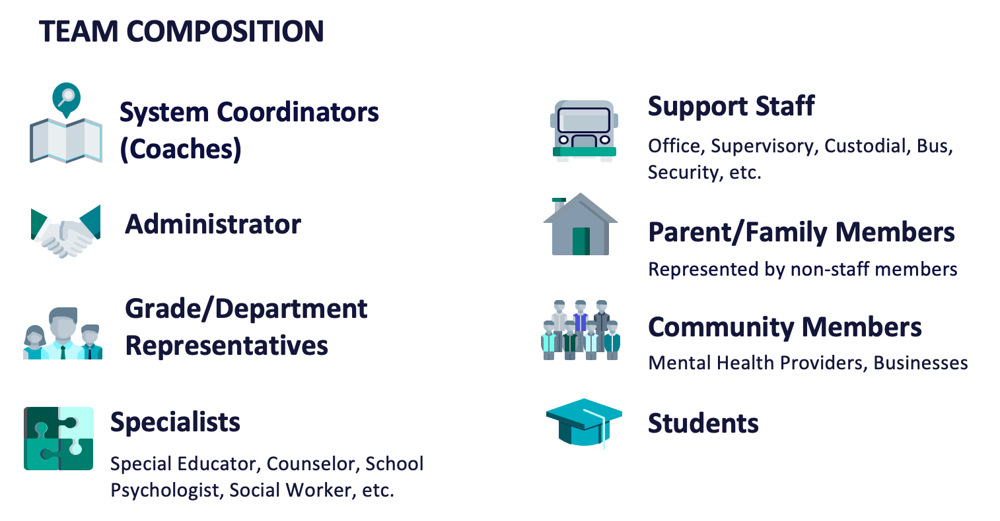 TEAM COMPOSITION
System Coordinators
(Coaches)
Administrator
Grade/Department
Representatives
Specialists
Special Educator, Counselor, School
Psychologist, Social Worker, etc.
Support Staff
Office, Supervisory, Custodial, Bus,
Security, etc.
Parent/Family Members
Represented by non-staff members
Community Members
Mental Health Providers, Businesses
Students